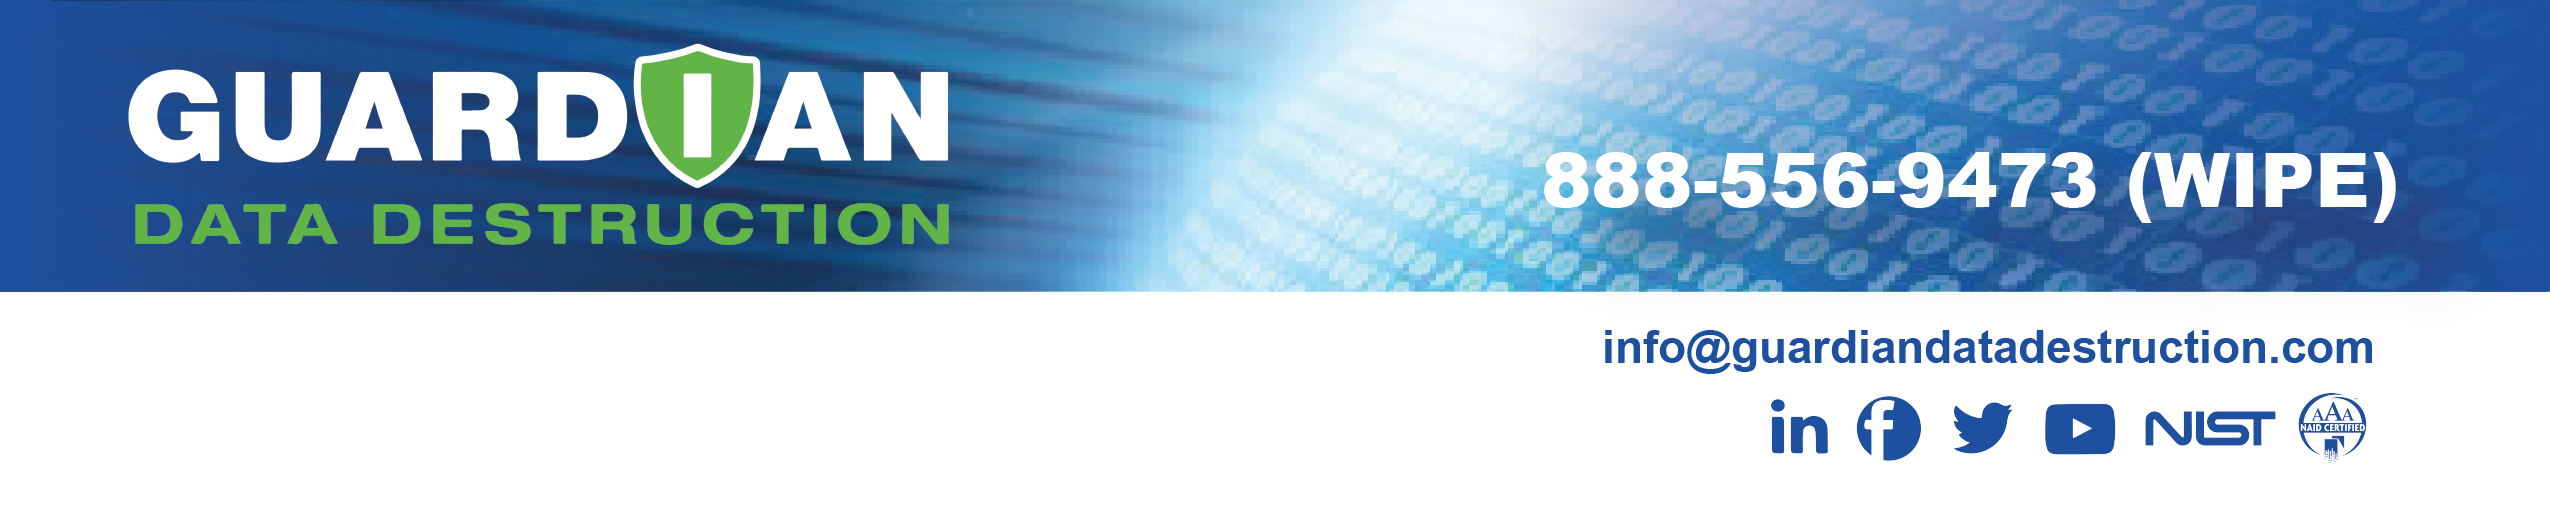 GUARDIAN
DATA DESTRUCTION
888-556-9473 (WIPE)
info@guardiandatadestruction.com
in f NIST AAA
NAID CERTIFIED